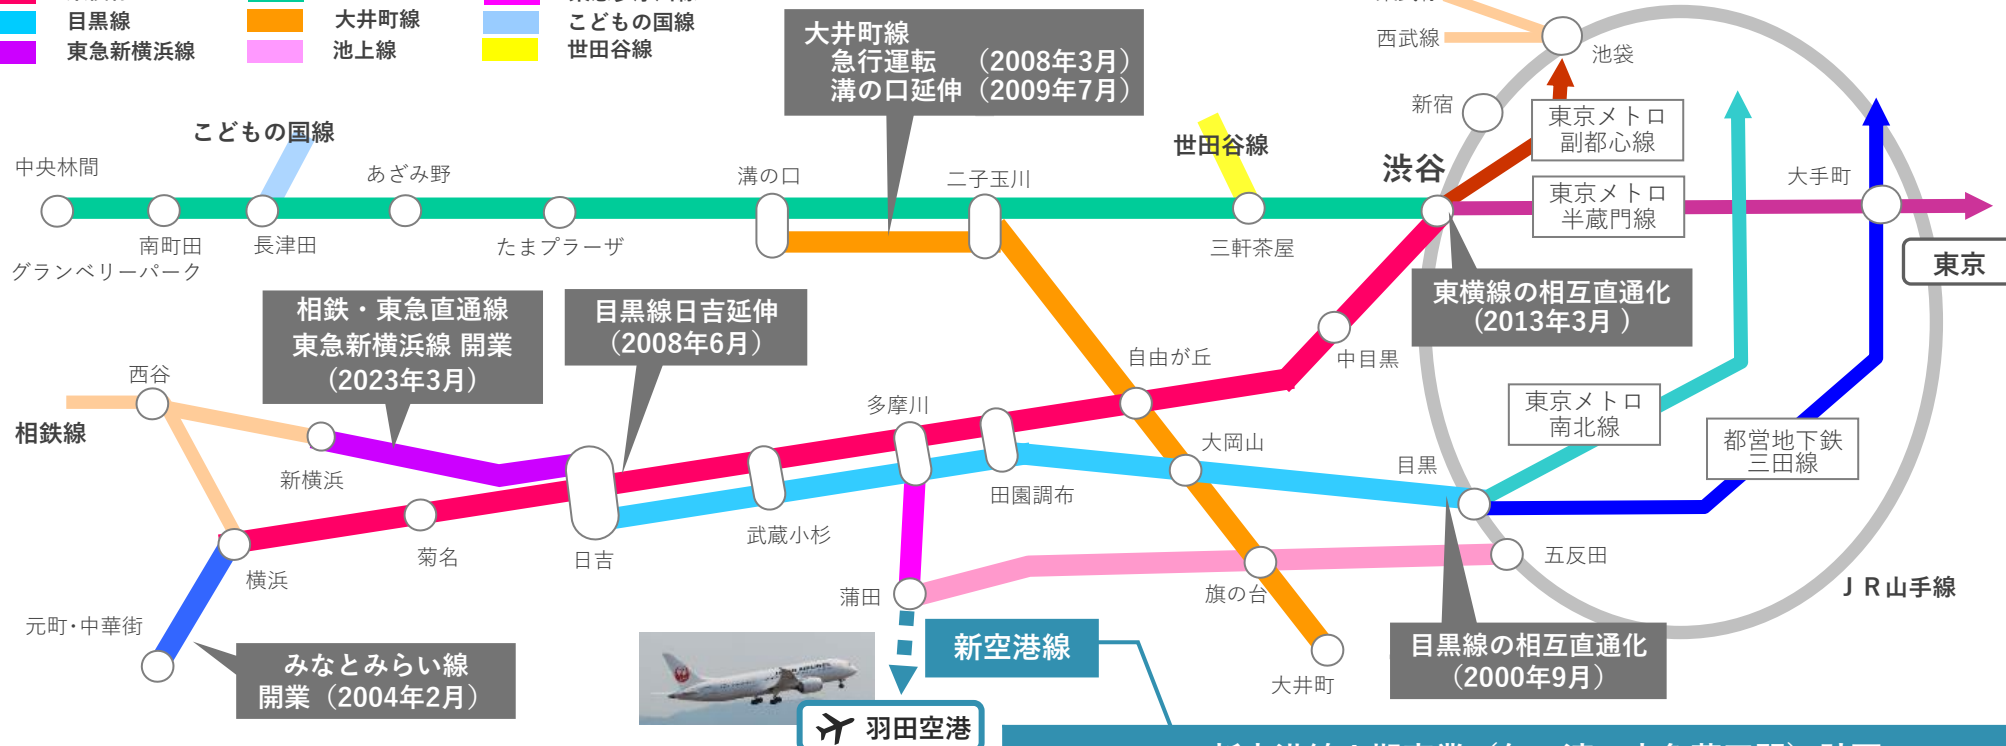 目黒線
大井町線
こどもの国線
東急新横浜線
池上線
世田谷線
大井町線
急行運転 （2008年3月）
溝の口延伸（2009年7月）
西武線
池袋
新宿
東京メトロ
副都心線
こどもの国線
世田谷線
渋谷
中央林間
あざみ野
溝の口
二子玉川
大手町
東京メトロ
半蔵門線
南町田
グランベリーパーク
長津田
たまプラーザ
三軒茶屋
東京
相鉄・東急直通線
東急新横浜線 開業
（2023年3月）
目黒線日吉延伸
（2008年6月）
東横線の相互直通化
（2013年3月 ）
中目黒
自由が丘
西谷
相鉄線
多摩川
東京メトロ
南北線
都営地下鉄
三田線
大岡山
目黒
新横浜
田園調布
武蔵小杉
菊名
日吉
横浜
五反田
ＪＲ山手線
蒲田
旗の台
元町･中華街
みなとみらい線
開業（2004年2月）
新空港線
目黒線の相互直通化
（2000年9月）
大井町
羽田空港